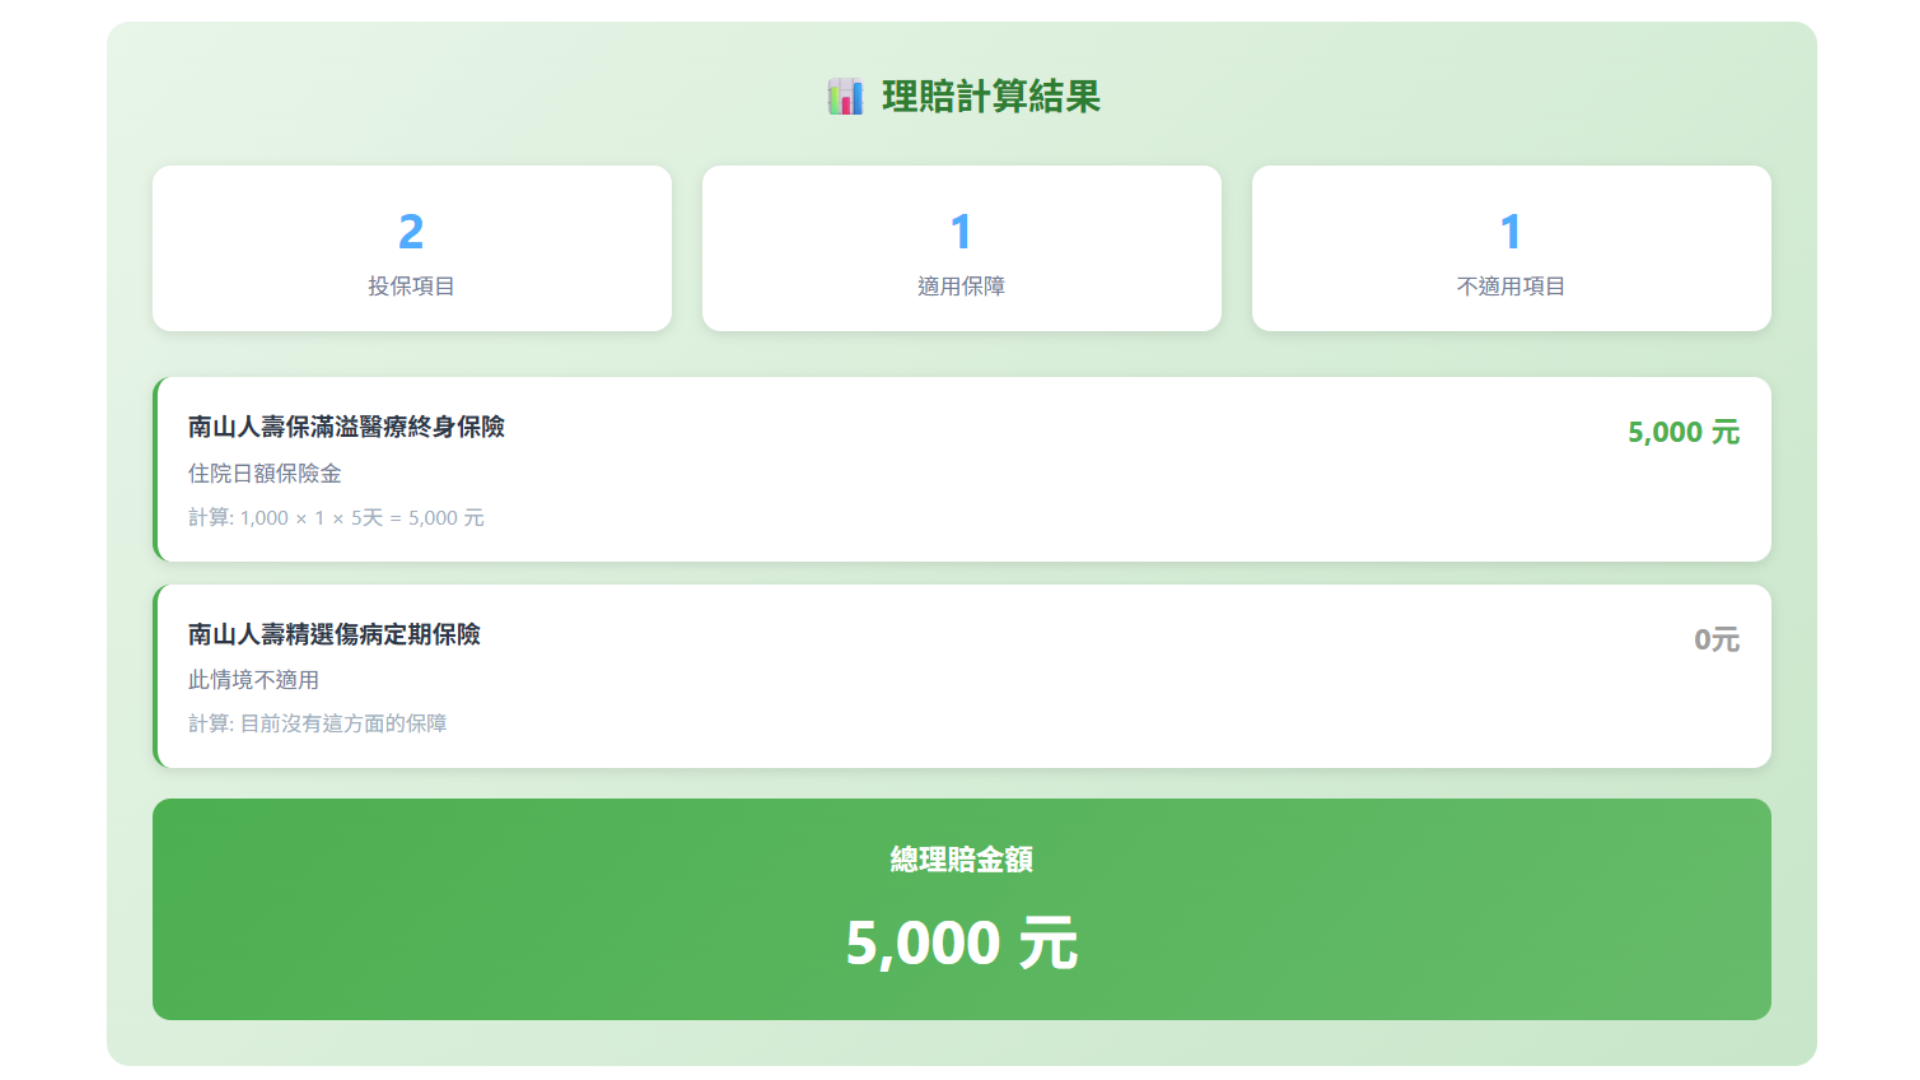 理賠計算結果
2
投保項目
1
適用保障
1
不適用項目
南山人壽保滿溢醫療終身保險
5,000 元
住院日額保險金
計算: 1,000 × 1 × 5天 = 5,000 元
南山人壽精選傷病定期保險
0元
此情境不適用
計算: 目前沒有這方面的保障
總理賠金額
5,000 元